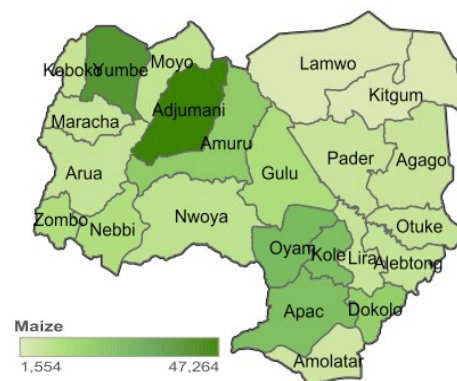 Koboko
Yumbe
Moyo
Lamwo
Kitgum
Adjumani
Maracha
Amuru
Pader
Agago
Arua
Gulu
Nwoya
Otuke
Zombo
Nebbi
Oyam
Kole
Lira
Alebtong
Apac
Dokolo
Amolatar
Maize
1,554 47,264